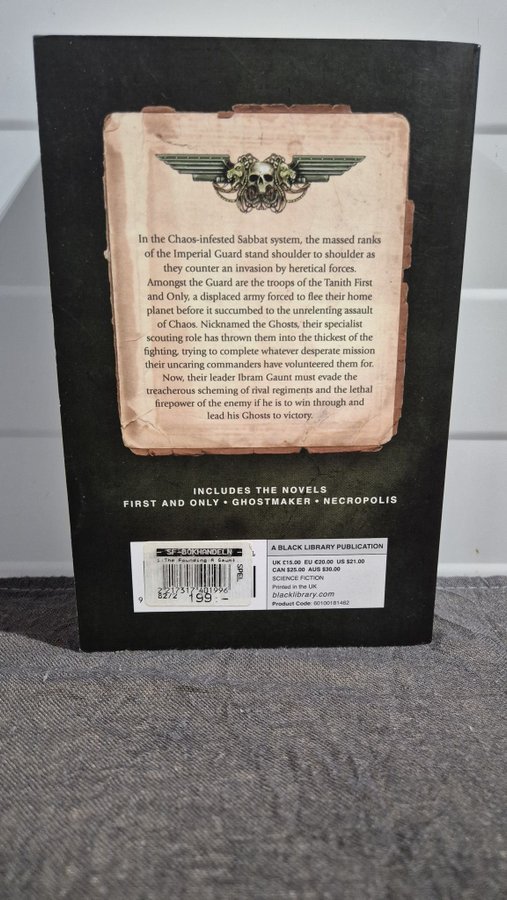 In the Chaos-infested Sabbat system, the massed ranks
of the Imperial Guard stand shoulder to shoulder as
they counter an invasion by heretical forces.
Amongst the Guard are the troops of the Tanith First
and Only, a displaced army forced to flee their home
planet before it succumbed to the unrelenting assault
of Chaos. Nicknamed the Ghosts, their specialist
scouting role has thrown them into the thickest of the
fighting, trying to complete whatever desperate mission
their uncaring commanders have volunteered them for.
Now, their leader Ibram Gaunt must evade the
treacherous scheming of rival regiments and the lethal
firepower of the enemy if he is to win through and
lead his Ghosts to victory.
INCLUDES THE NOVELS
FIRST AND ONLY • GHOSTMAKER • NECROPOLIS
SF-BOKHANDELN
: The Founding A Gaunt
SPEL
2 217317 401996
82/2 199:-
9
A BLACK LIBRARY PUBLICATION
UK £15.00 EU €20.00 US $21.00
CAN $25.00 AUS $30.00
SCIENCE FICTION
Printed in the UK
blacklibrary.com
Product Code: 60100181482